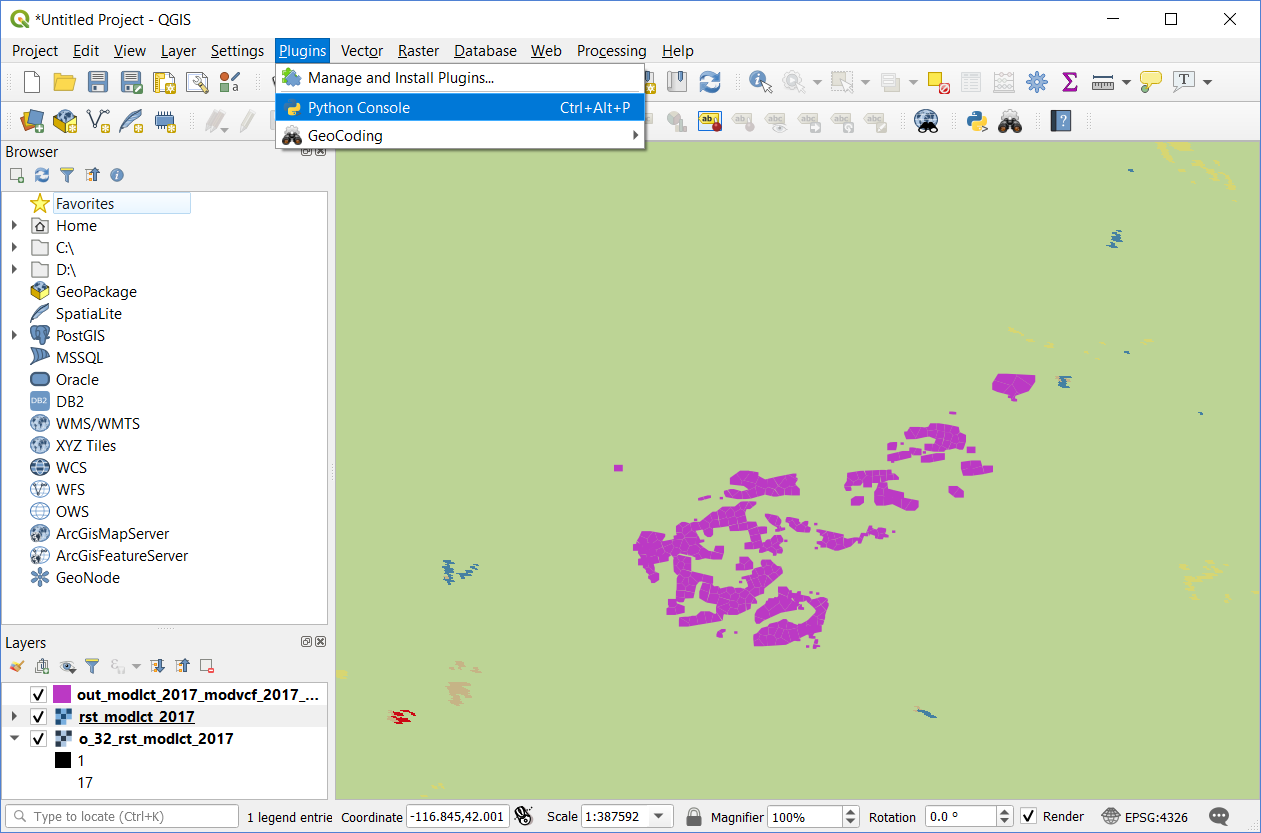 *Untitled Project - QGIS
Project Edit View Layer Settings Plugins Vector Raster Database Web Processing Help
Manage and Install Plugins...
Python Console Ctrl+Alt+P
GeoCoding
Browser
Favorites
Home
C:\
D:\
GeoPackage
SpatiaLite
PostGIS
MSSQL
Oracle
DB2 DB2
WMS/WMTS
XYZ Tiles
WCS
WFS
OWS
ArcGisMapServer
ArcGisFeatureServer
GeoNode
Layers
out_modlct_2017_modvcf_2017_...
rst_modlct_2017
o_32_rst_modlct_2017
1
17
Type to locate (Ctrl+K) 1 legend entrie Coordinate -116.845,42.001 Scale 1:387592 Magnifier 100% Rotation 0.0 ° Render EPSG:4326